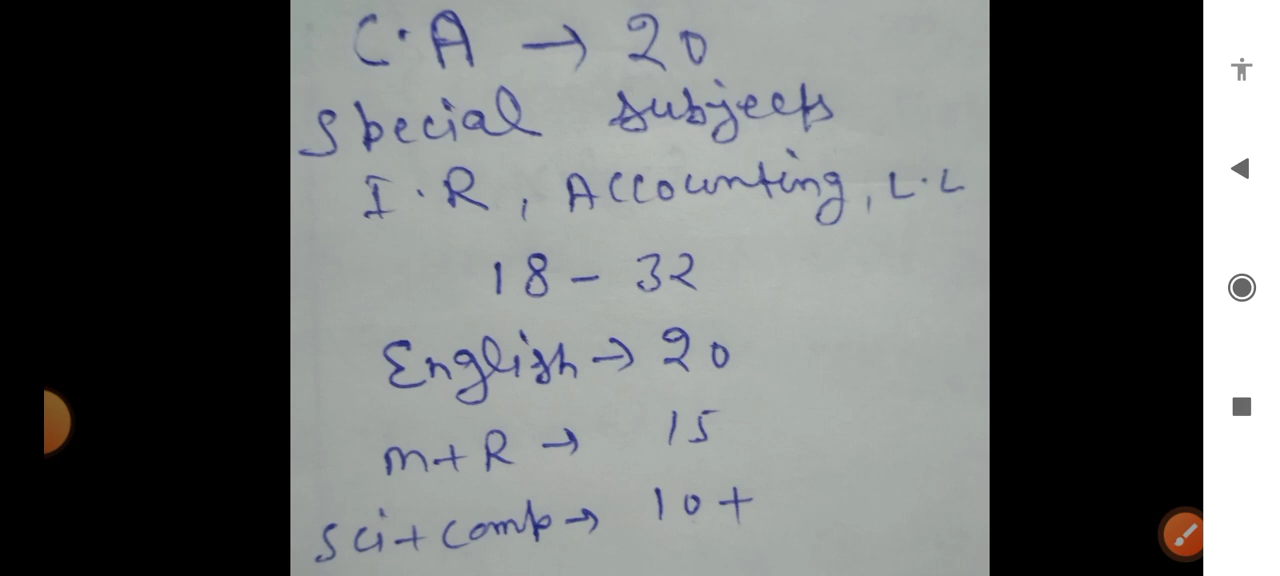 C.A → 20
Special subjects
I.R, Accounting, L.L
18 - 32
English → 20
m+R → 15
Sci+Comp → 10+